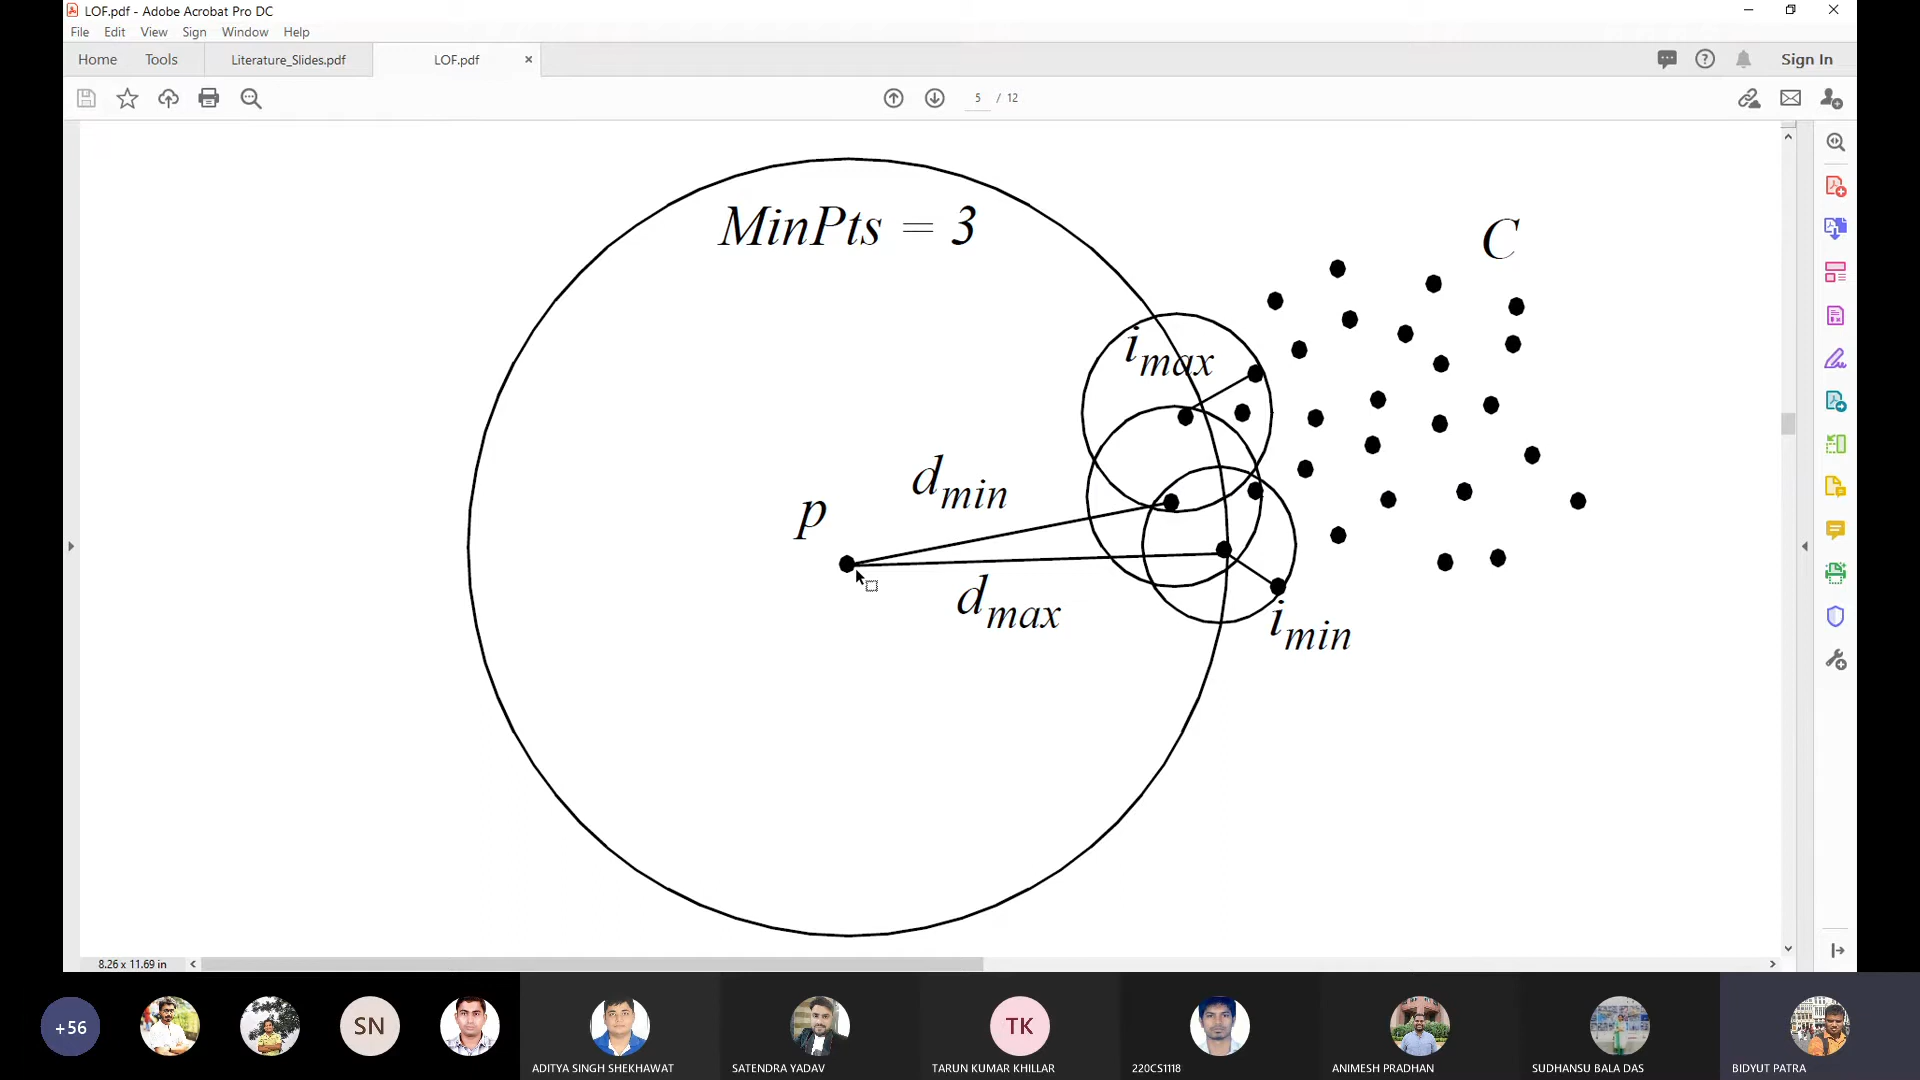 LOF.pdf - Adobe Acrobat Pro DC
File Edit View Sign Window Help
Home Tools Literature_Slides.pdf LOF.pdf × Sign In
5 / 12
MinPts = 3
C
i max
d min
p
d max
i min
8.26 x 11.69 in
+56
SN
TK
ADITYA SINGH SHEKHAWAT
SATENDRA YADAV
TARUN KUMAR KHILLAR
220CS1118
ANIMESH PRADHAN
SUDHANSU BALA DAS
BIDYUT PATRA